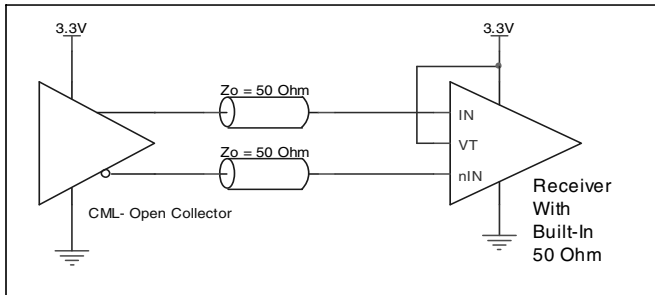 3.3V
3.3V
Zo = 50 Ohm
IN
VT
Zo = 50 Ohm
nIN
CML- Open Collector
Receiver
With
Built-In
50 Ohm